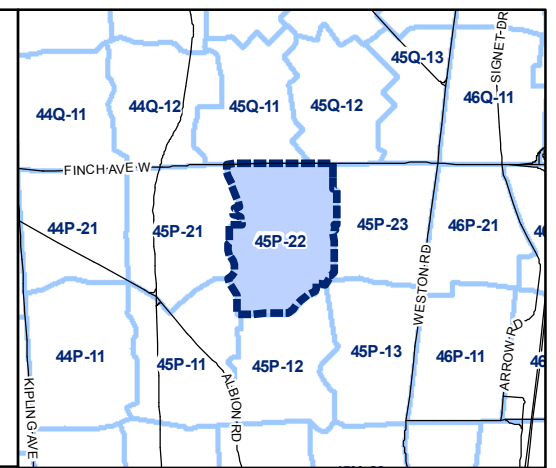 45Q-13
SIGNET DR
44Q-11
44Q-12
45Q-11
45Q-12
46Q-11
FINCH AVE W
44P-21
45P-21
45P-22
45P-23
46P-21
WESTON RD
44P-11
45P-11
45P-12
45P-13
46P-11
ARROW RD
KIPLING AVE
ALBION RD